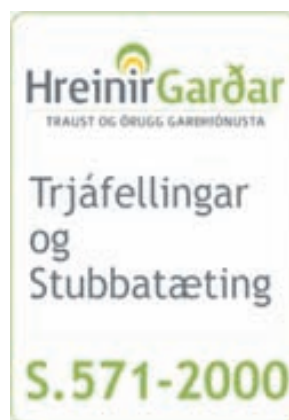 HreinirGarðar
TRAUST OG ÖRUGG GARÐÞJÓNUSTA
Trjáfellingar
og
Stubbatæting
S.571-2000